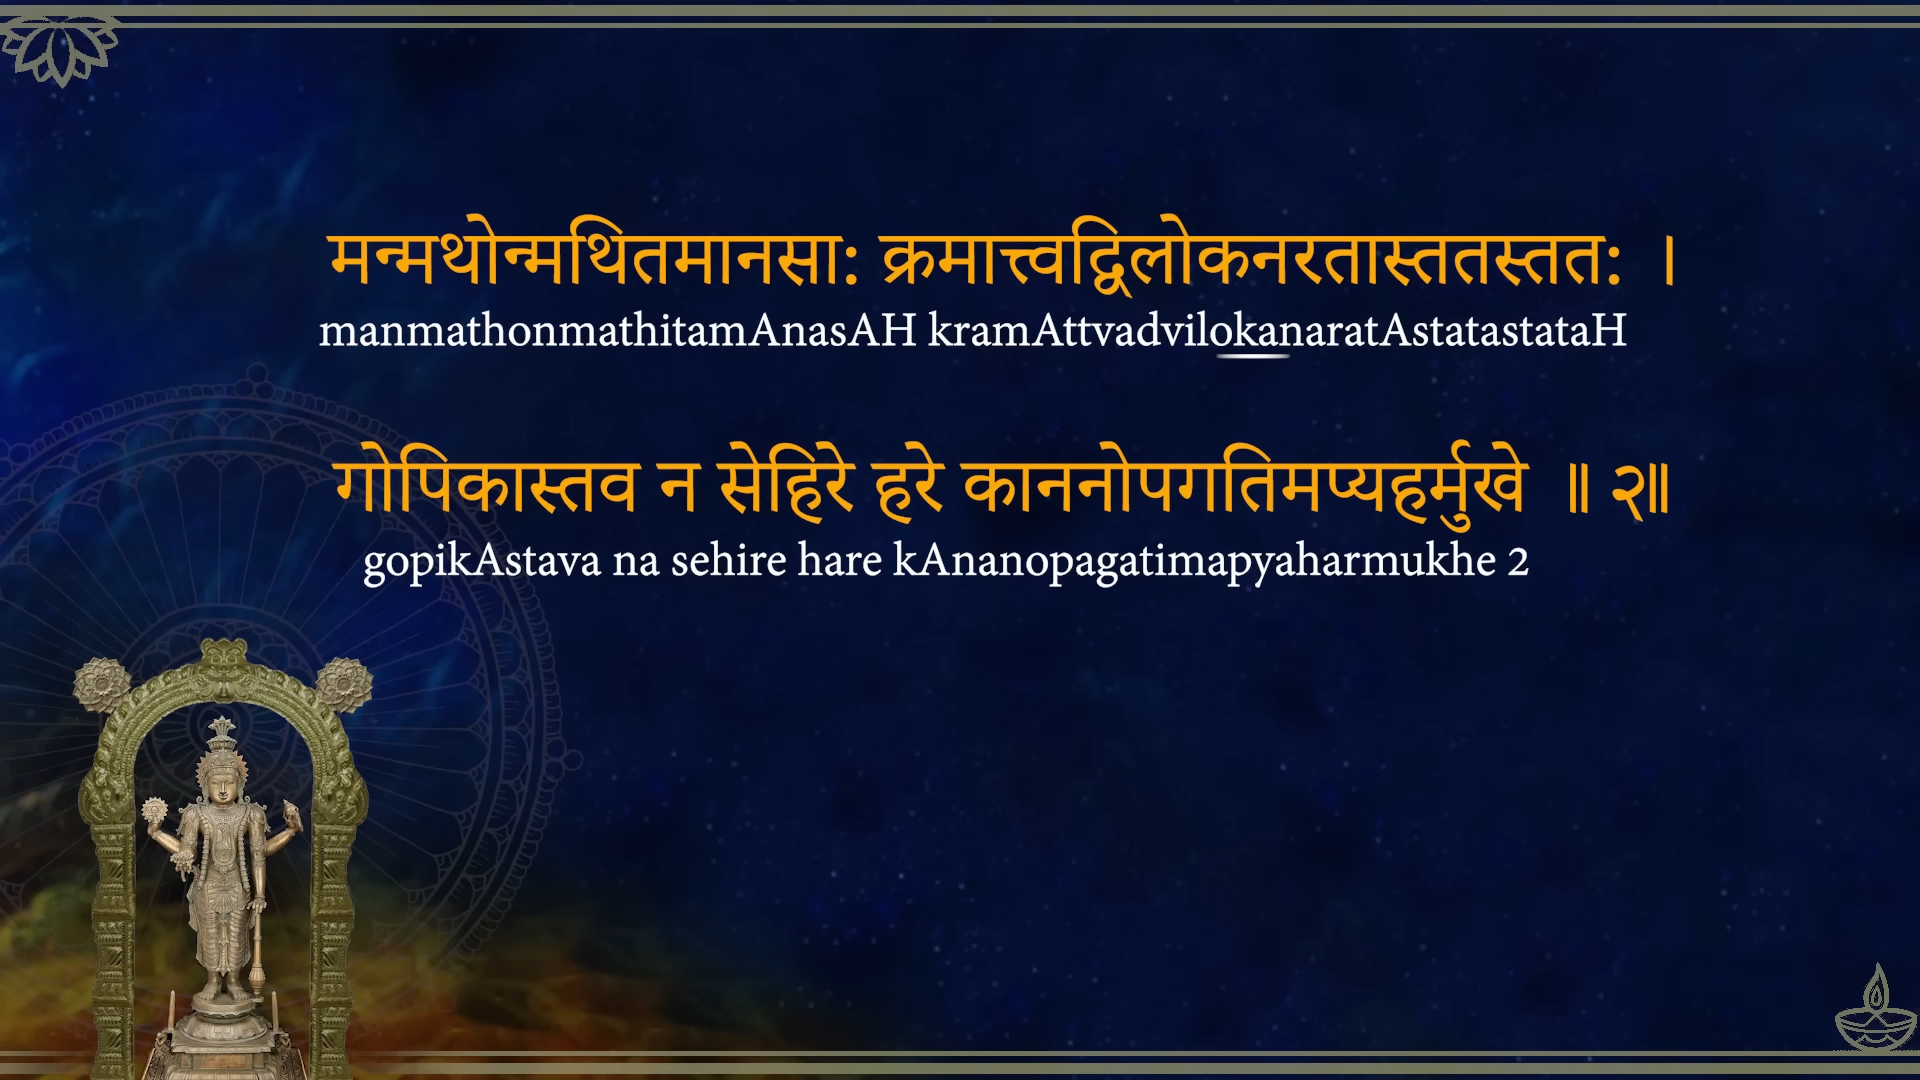 मन्मथोन्मथितमानसाः क्रमात्त्वद्विलोकनरतास्ततस्ततः ।
manmathonmathitamAnasAH kramAttvadvilokanaratAstatastataH
गोपिकास्तव न सेहिरे हरे काननोपगतिमप्यहर्मुखे ॥ २॥
gopikAstava na sehire hare kAnanopagatimapyaharmukhe 2